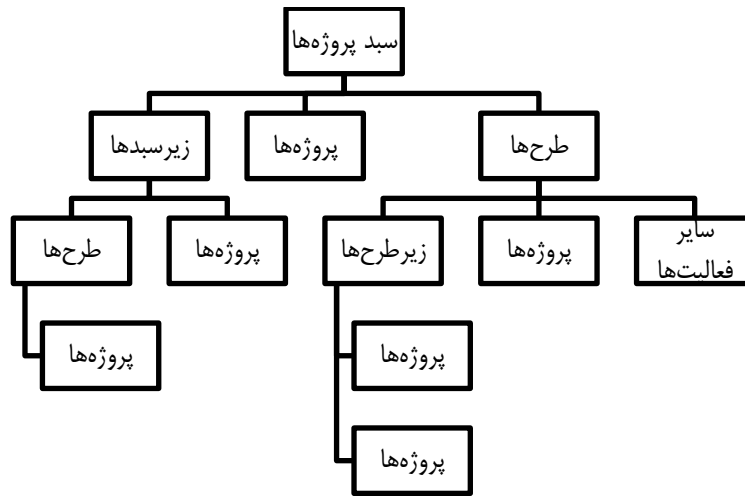 سبد پروژه‌ها
طرح‌ها
پروژه‌ها
زیرسبدها
سایر
فعالیت‌ها
پروژه‌ها
زیرطرح‌ها
پروژه‌ها
طرح‌ها
پروژه‌ها
پروژه‌ها
پروژه‌ها